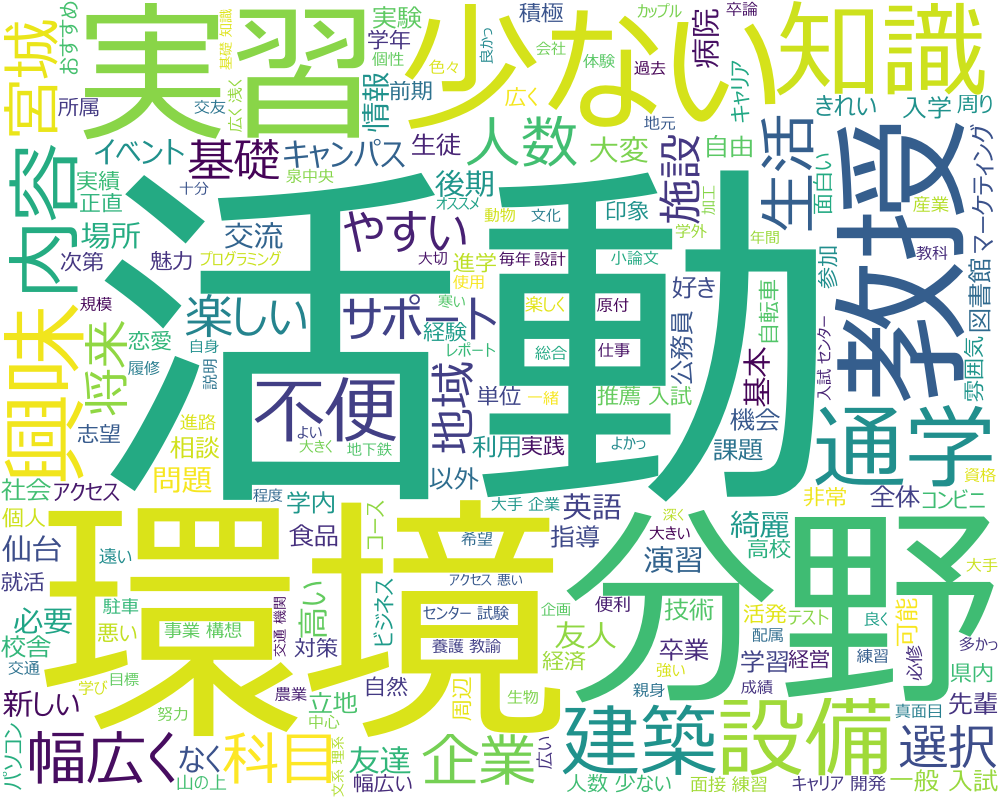 宮城
おすすめ
実習
実験
学年
個性
基礎 知識
色々
積極
良かっ
少ない
会社
体験
カップル
過去
卒論
病院
知識
所属
交友
広く 浅く
情報
前期
広く
キャリア
きれい
入学
周り
内容
イベント
基礎
キャンパス
生徒
人数
大変
地元
自由
生活
面白い
教授
マーケティング
実績
正直
場所
十分
泉中央
後期
オススメ
動物
文化
印象
施設
加工
産業
次第
魅力
交流
やすい
プログラミング
大切
進学
毎年
設計
小論文
学外
年間
参加
教科
図書館
規模
興味
将来
恋愛
楽しい
自身
サポート
使用
寒い
経験
楽しく
原付
好き
自転車
履修
説明
レポート
総合
仕事
公務員
基本
入試 センター
雰囲気
活動
志望
進路
相談
不便
よい
大きく
地下鉄
地域
単位
一緒
推薦 入試
機会
通学
問題
利用
実践
よかっ
課題
社会
アクセス
程度
以外
大手 企業
深く
大きい
非常
全体
コンビニ
資格
個人
学内
コース
英語
指導
綺麗
仙台
遠い
食品
希望
演習
高校
就活
環境
分野
大手
駐車
アクセス 悪い
センター 試験
企画
便利
技術
活発
テスト
良く
必要
悪い
事業 構想
交通 機関
高い
対策
ビジネス
養護 教諭
友人
配属
必修
可能
多かっ
校舎
経済
卒業
学習
経営
練習
県内
交通
学び
目標
農業
自然
周辺
生物
強い
親身
成績
新しい
努力
立地
中心
広い
真面目
先輩
パソコン
幅広く
なく
科目
文系 理系
友達
企業
建築
設備
選択
山の上
幅広い
人数 少ない
面接 練習
キャリア 開発
一般 入試